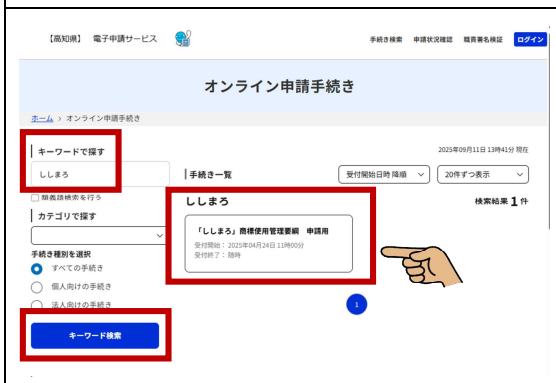 【高知県】 電子申請サービス
手続き検索 申請状況確認 職責署名検証 ログイン
オンライン申請手続き
ホーム > オンライン申請手続き
キーワードで探す
ししまろ
類義語検索を行う
カテゴリで探す
手続き種別を選択
すべての手続き
個人向けの手続き
法人向けの手続き
キーワード検索
2025年09月11日 13時41分 現在
手続き一覧
受付開始日時 降順
20件ずつ表示
ししまろ
検索結果 1 件
「ししまろ」商標使用管理要綱 申請用
受付開始：2025年04月24日 11時00分
受付終了：随時
1